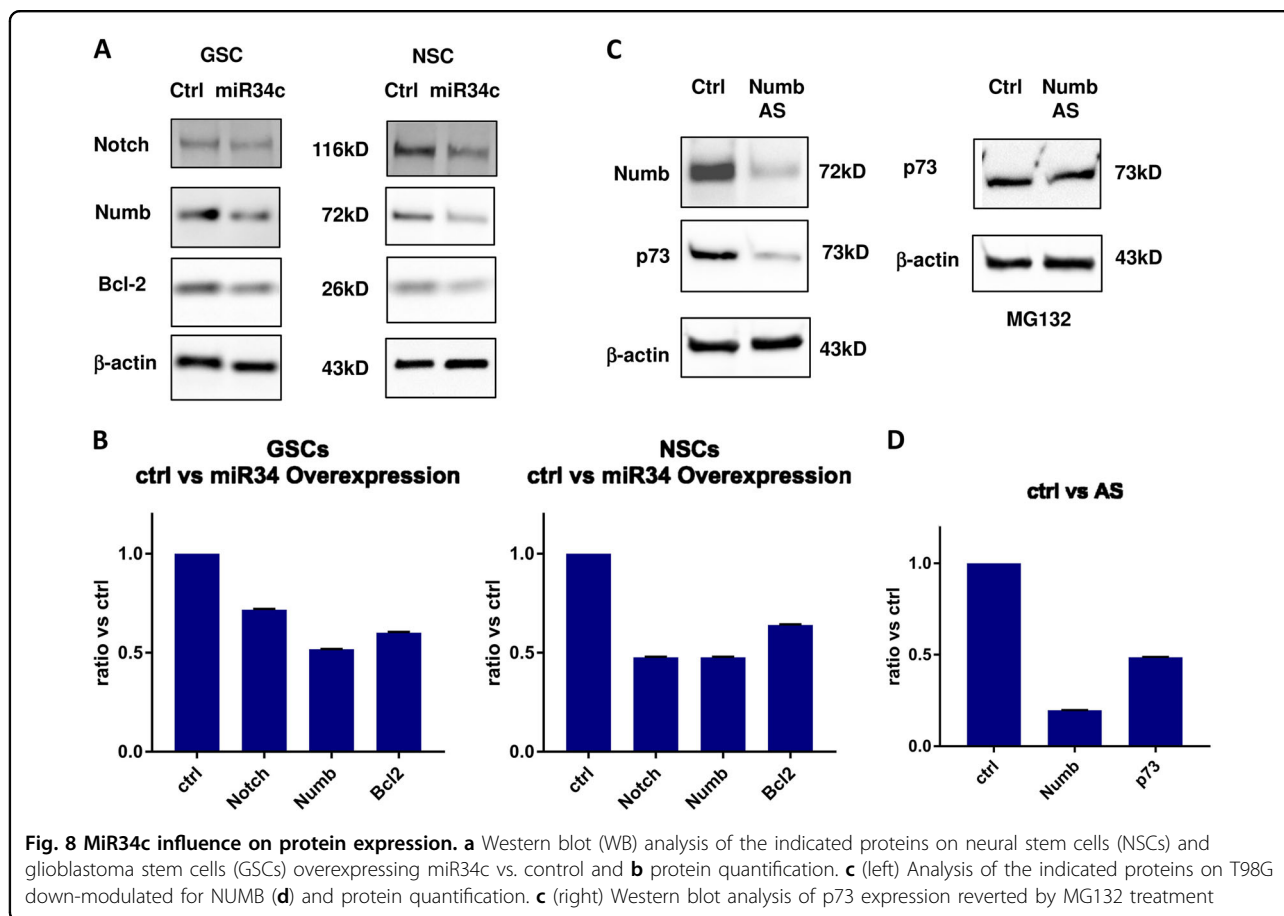 A
GSC
NSC
Ctrl miR34c
Ctrl miR34c
Notch
116kD
Numb
72kD
Bcl-2
26kD
β-actin
43kD
C
Ctrl
Numb
AS
Numb
72kD
p73
73kD
β-actin
43kD
Ctrl
Numb
AS
p73
73kD
β-actin
43kD
MG132
B
GSCs
ctrl vs miR34 Overexpression
ratio vs ctrl
1.0
0.5
0.0
ctrl
Notch
Numb
Bcl2
NSCs
ctrl vs miR34 Overexpression
ratio vs ctrl
1.0
0.5
0.0
ctrl
Notch
Numb
Bcl2
D
ctrl vs AS
ratio vs ctrl
1.0
0.5
0.0
ctrl
Numb
p73
Fig. 8 MiR34c influence on protein expression. a Western blot (WB) analysis of the indicated proteins on neural stem cells (NSCs) and
glioblastoma stem cells (GSCs) overexpressing miR34c vs. control and b protein quantification. c (left) Analysis of the indicated proteins on T98G
down-modulated for NUMB (d) and protein quantification. c (right) Western blot analysis of p73 expression reverted by MG132 treatment